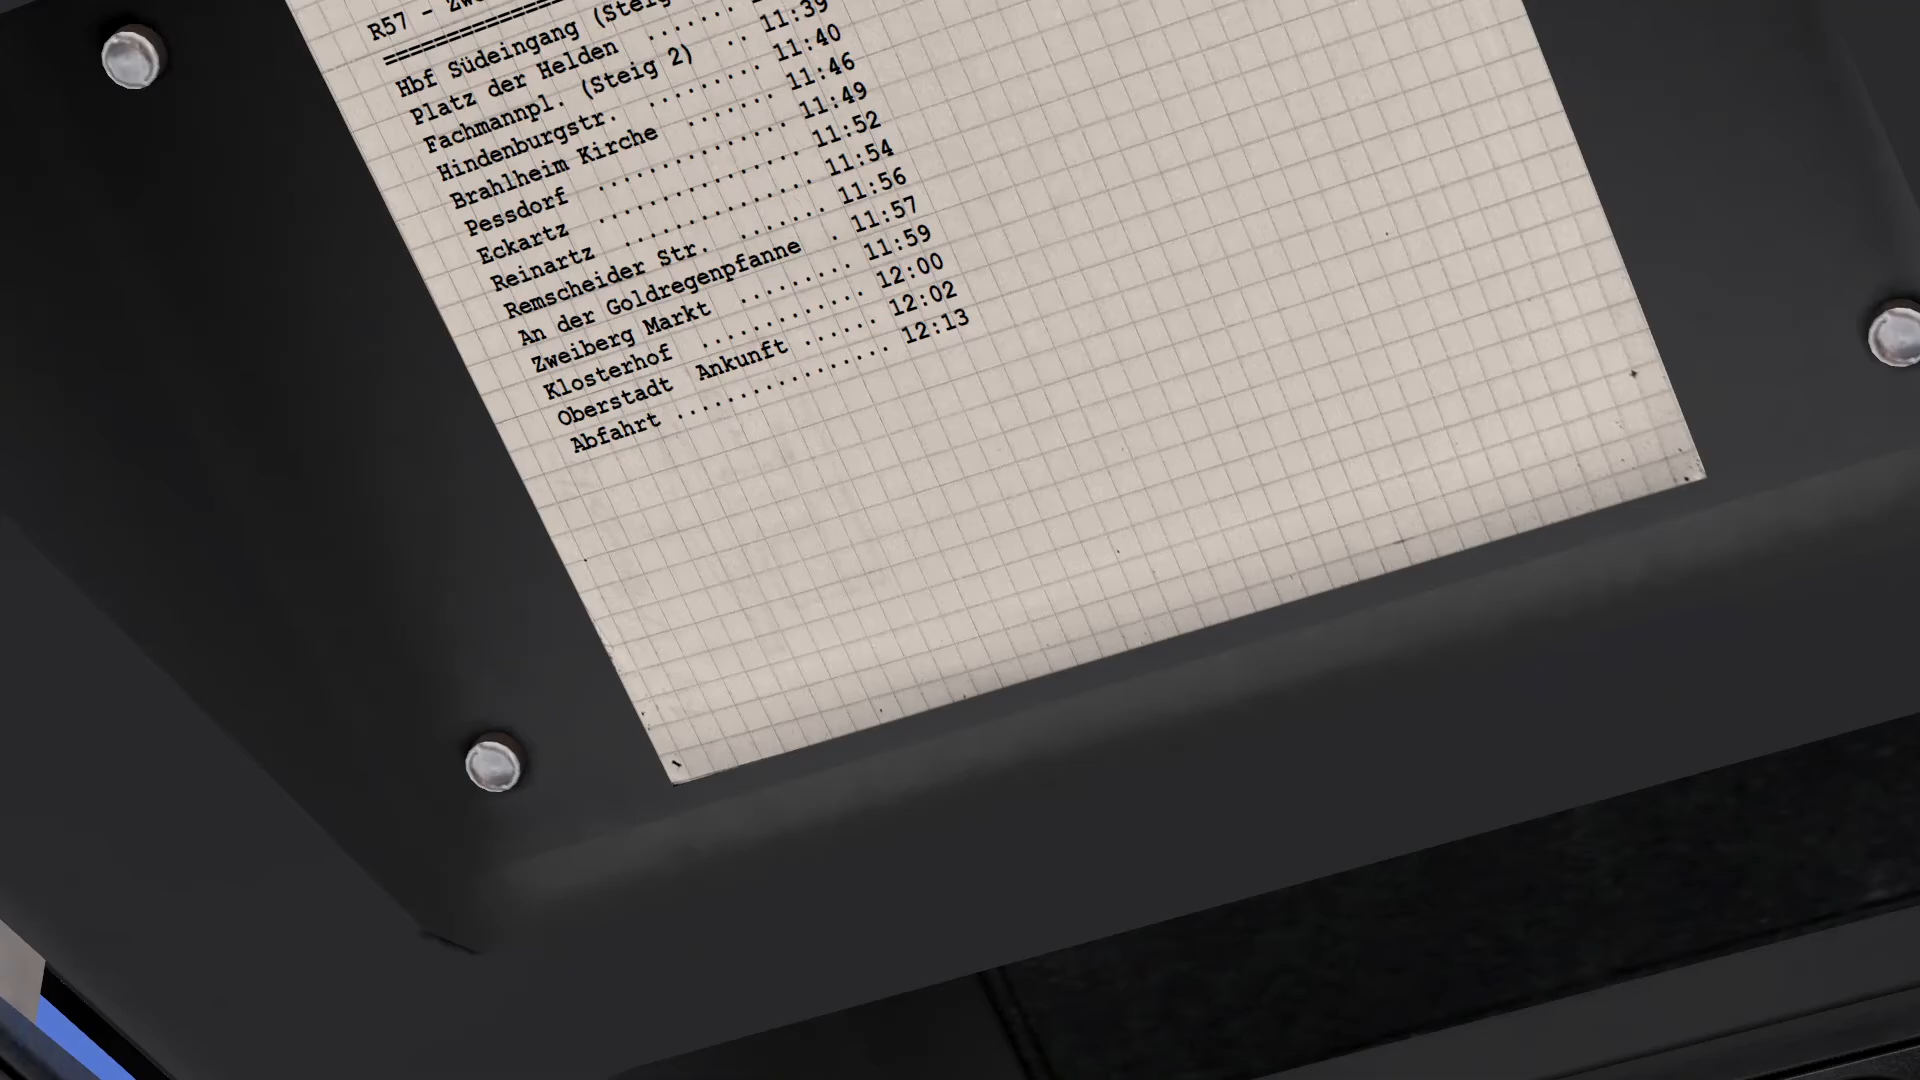 R57 -
====================
Hbf Südeingang (Steig
Platz der Helden .......
Fachmannpl. (Steig 2) .. 11:39
Hindenburgstr. ......... 11:40
Brahlheim Kirche ....... 11:46
Pessdorf ............... 11:49
Eckartz ................ 11:52
Reinartz ............... 11:54
Remscheider Str. ....... 11:56
An der Goldregenpfanne . 11:57
Zweiberg Markt ......... 11:59
Klosterhof ............. 12:00
Oberstadt Ankunft ...... 12:02
Abfahrt ................. 12:13